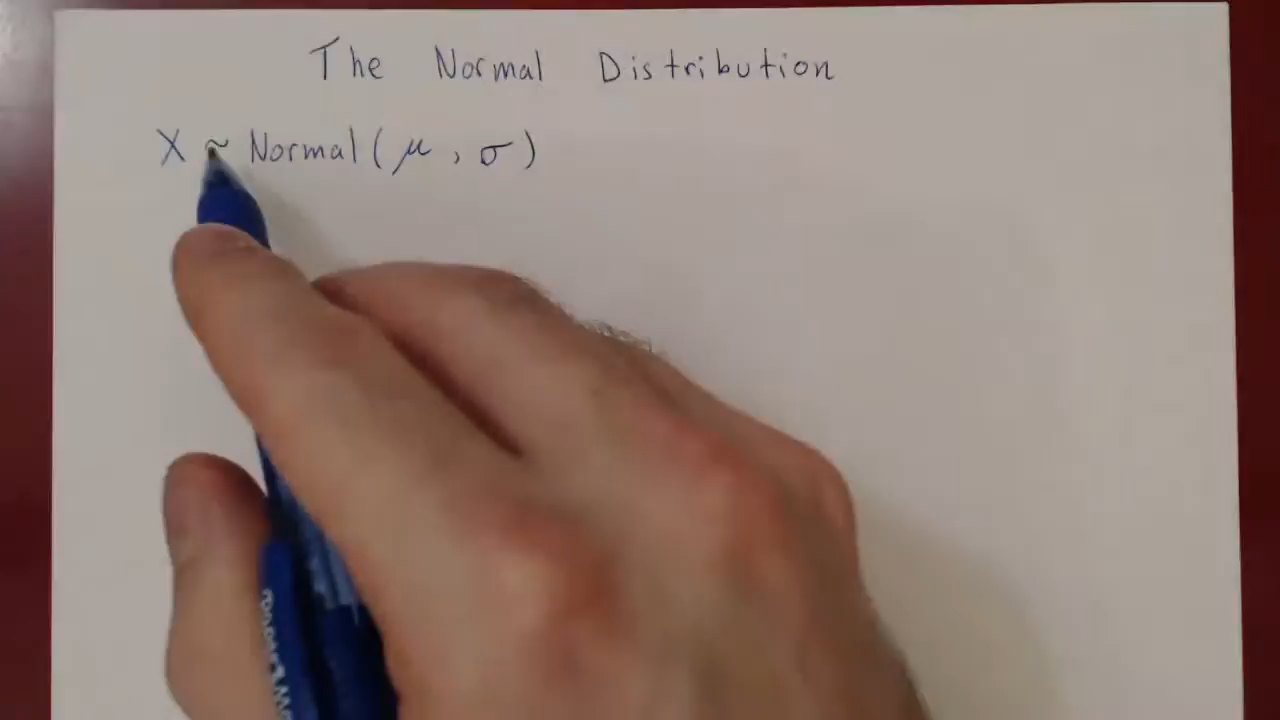 The Normal Distribution
X ~ Normal(μ, σ)